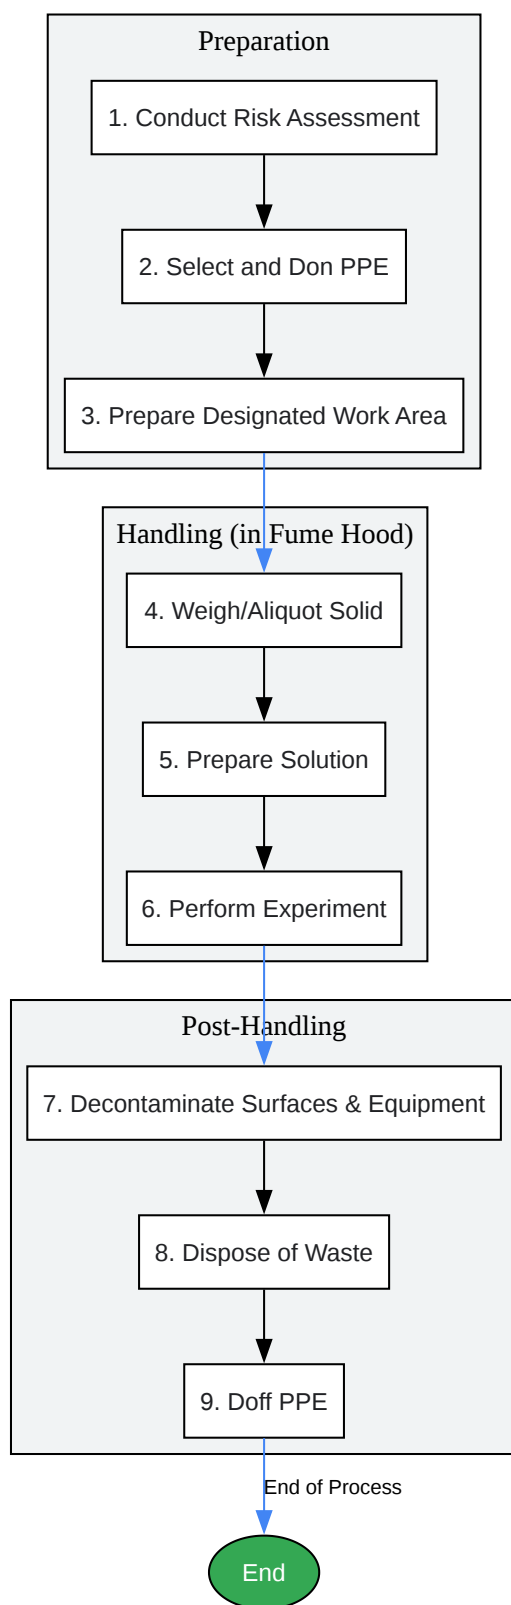 Preparation
1. Conduct Risk Assessment
2. Select and Don PPE
3. Prepare Designated Work Area
Handling (in Fume Hood)
4. Weigh/Aliquot Solid
5. Prepare Solution
6. Perform Experiment
Post-Handling
7. Decontaminate Surfaces & Equipment
8. Dispose of Waste
9. Doff PPE
End of Process
End